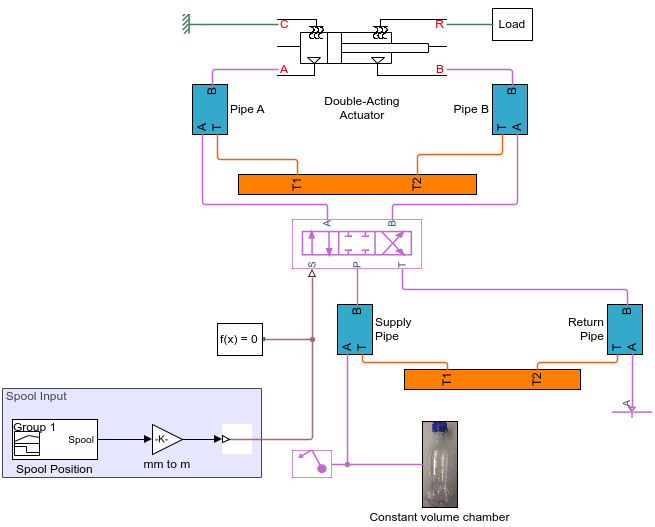 C
R
Load
A
B
Double-Acting
Actuator
B
Pipe A
A
T
Pipe B
B
T
A
T1
T2
A
B
S
P
T
f(x) = 0
B
Supply
Pipe
A
T
Return
Pipe
B
T
A
T1
T2
A
Spool Input
Group 1
Spool
Spool Position
-K-
mm to m
Constant volume chamber